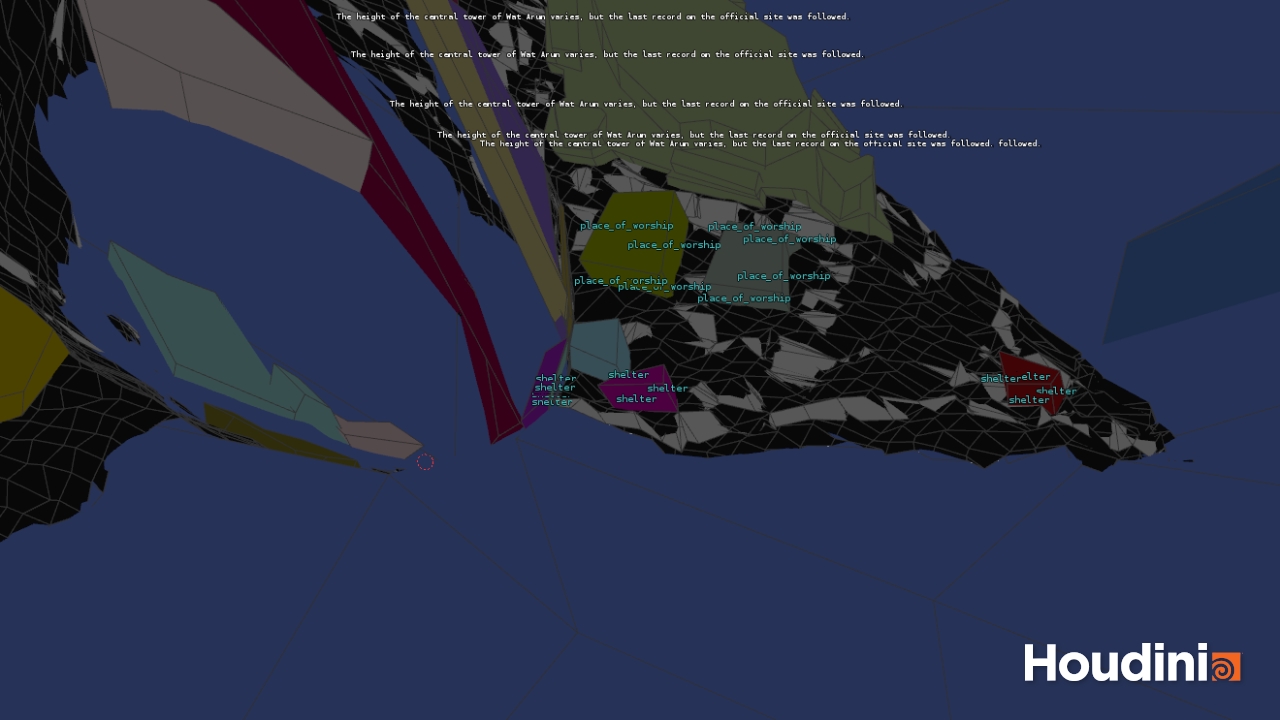 The height of the central tower of Wat Arun varies, but the last record on the official site was followed.
The height of the central tower of Wat Arun varies, but the last record on the official site was followed.
The height of the central tower of Wat Arun varies, but the last record on the official site was followed.
The height of the central tower of Wat Arun varies, but the last record on the official site was followed.
The height of the central tower of Wat Arun varies, but the last record on the official site was followed. followed.
place_of_worship place_of_worship
place_of_worship place_of_worship
place_of_worship place_of_worship
place_of_worship
place_of_worship
shelter shelter shelter elter
shelter shelter shelter
shelter shelter shelter
Houdini